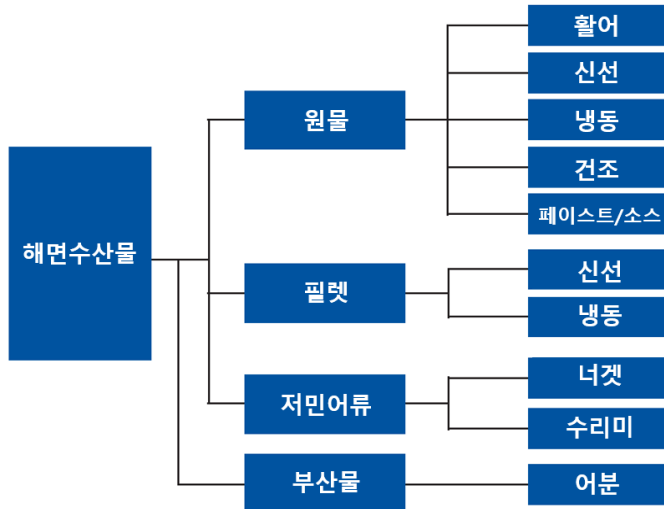 해면수산물
원물
활어
신선
냉동
건조
페이스트/소스
필렛
신선
냉동
저민어류
너겟
수리미
부산물
어분